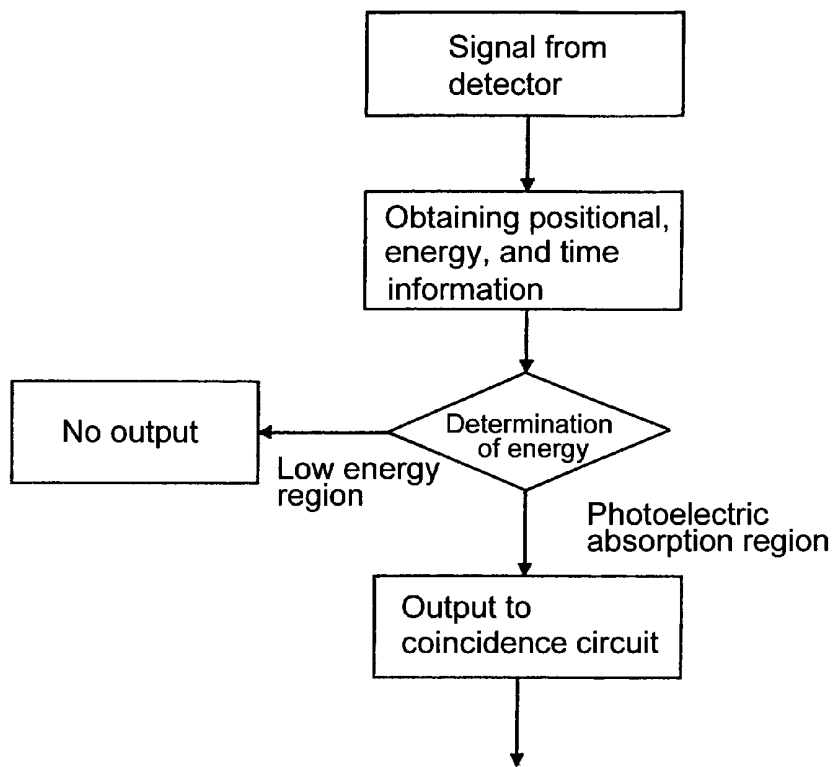 Signal from
detector
Obtaining positional,
energy, and time
information
Determination
of energy
No output
Low energy
region
Photoelectric
absorption region
Output to
coincidence circuit